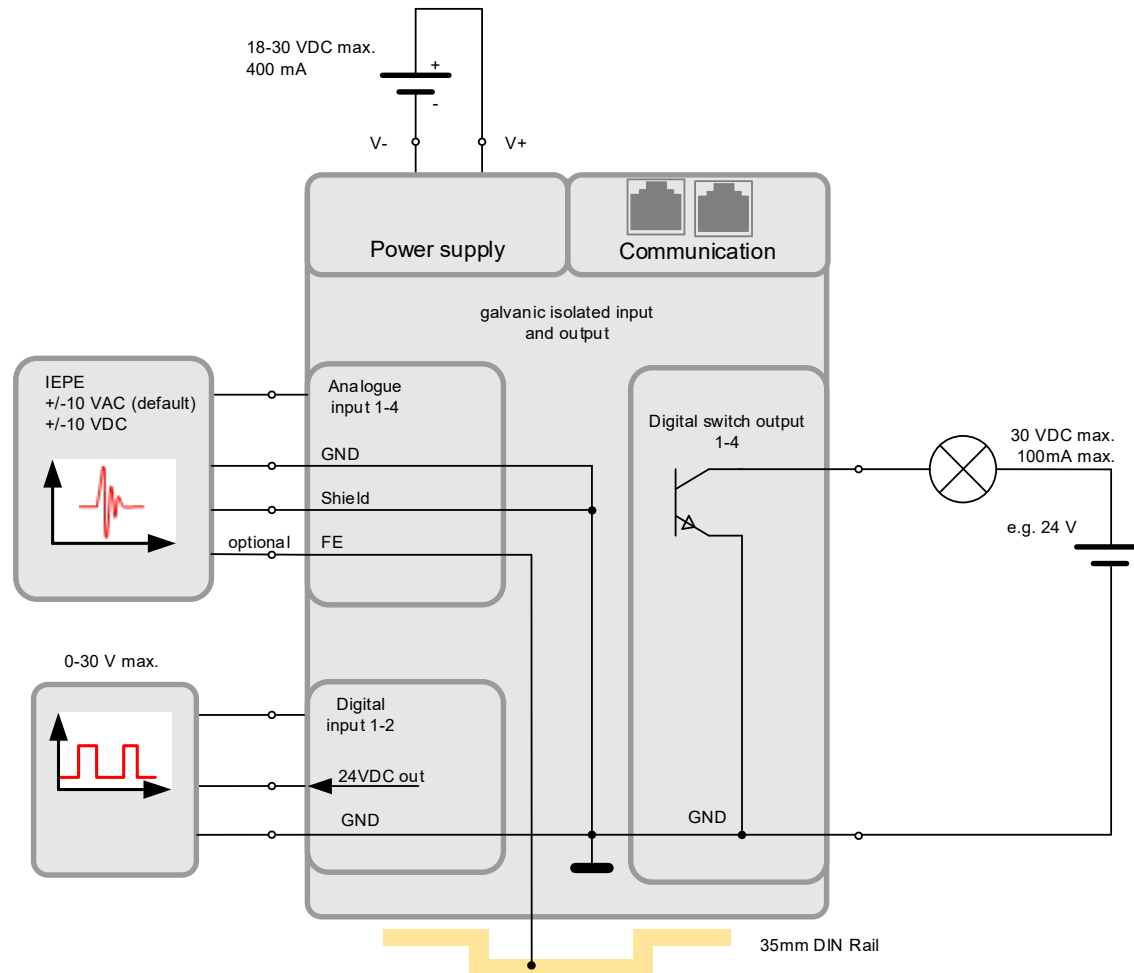 18-30 VDC max.
400 mA
+
-
V-
V+
Power supply
Communication
galvanic isolated input
and output
IEPE
+/-10 VAC (default)
+/-10 VDC
Analogue
input 1-4
GND
Shield
optional
FE
Digital switch output
1-4
30 VDC max.
100mA max.
e.g. 24 V
0-30 V max.
Digital
input 1-2
24VDC out
GND
GND
35mm DIN Rail